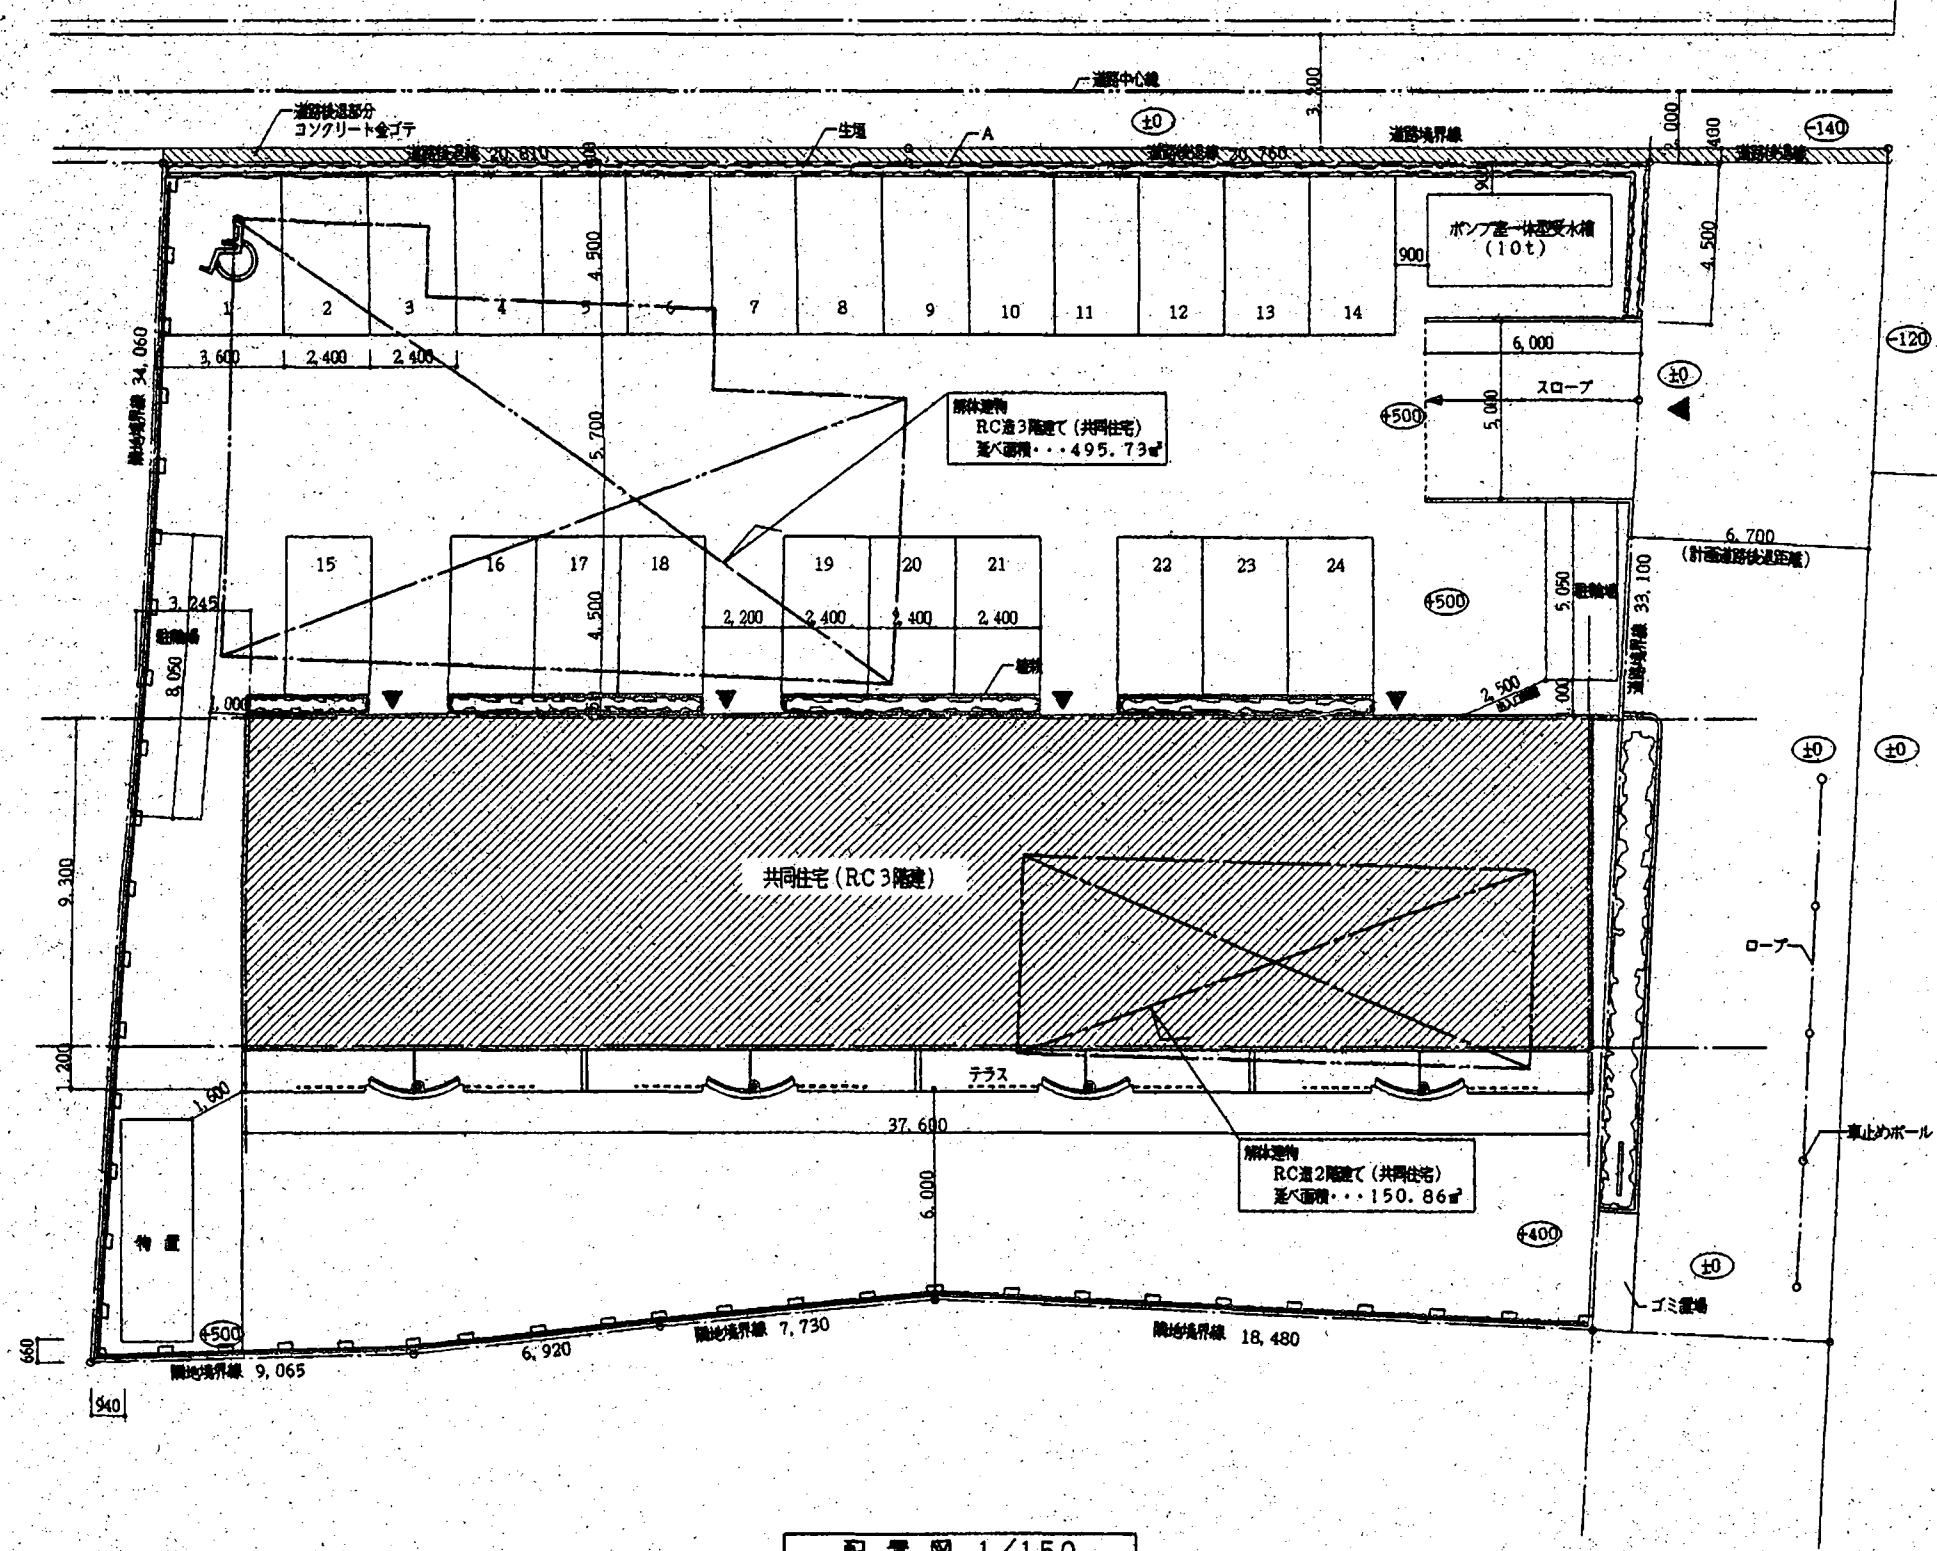 道路中心線
3,200
道路後退部分
コンクリート金ゴテ
生垣
A
±0
道路境界線
2,000
400
-140
道路後退線 20,810
道路後退線 20,760
道路後退線
900
ポンプ室一体型受水槽
(10t)
900
4,500
4,500
1
2
3
4
5
6
7
8
9
10
11
12
13
14
3,600
2,400
2,400
隣地境界線 34,060
6,000
スロープ
5,000
+500
±0
-120
解体建物
RC造3階建て(共同住宅)
延べ面積・・・495.73㎡
5,700
6,700
(計画道路後退距離)
15
16
17
18
19
20
21
22
23
24
3,245
駐輪場
8,050
4,500
2,200
2,400
2,400
2,400
+500
5,050
駐輪場
道路境界線 33,100
植栽
2,500
±0
±0
9,300
共同住宅(RC3階建)
ロープ
1,200
テラス
1,600
37,600
車止めポール
解体建物
RC造2階建て(共同住宅)
延べ面積・・・150.86㎡
6,000
物置
+400
±0
ゴミ置場
+500
660
隣地境界線 9,065
6,920
隣地境界線 7,730
隣地境界線 18,480
940
配置図 1/150